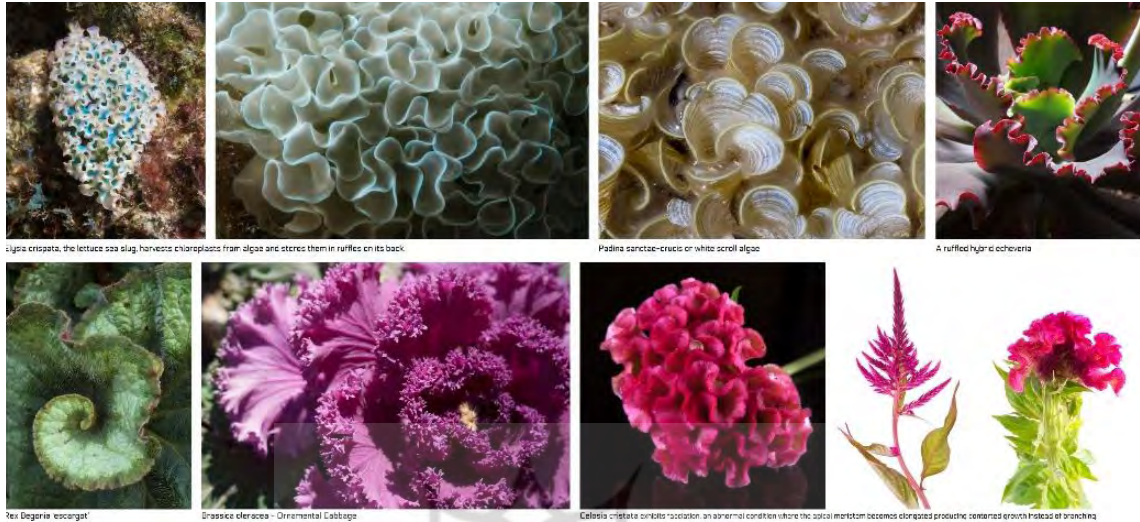 Elysia crispata, the lettuce sea slug, harvests chloroplasts from algae and stores them in ruffles on its back.
Padina sanctae-crucis or white scroll algae
A ruffled hybrid echeveria
Rex Begonia 'escargot'
Brassica oleracea - Ornamental Cabbage
Celosia cristata exhibits fasciation, an abnormal condition where the apical meristem becomes elongated producing contorted growth instead of branching